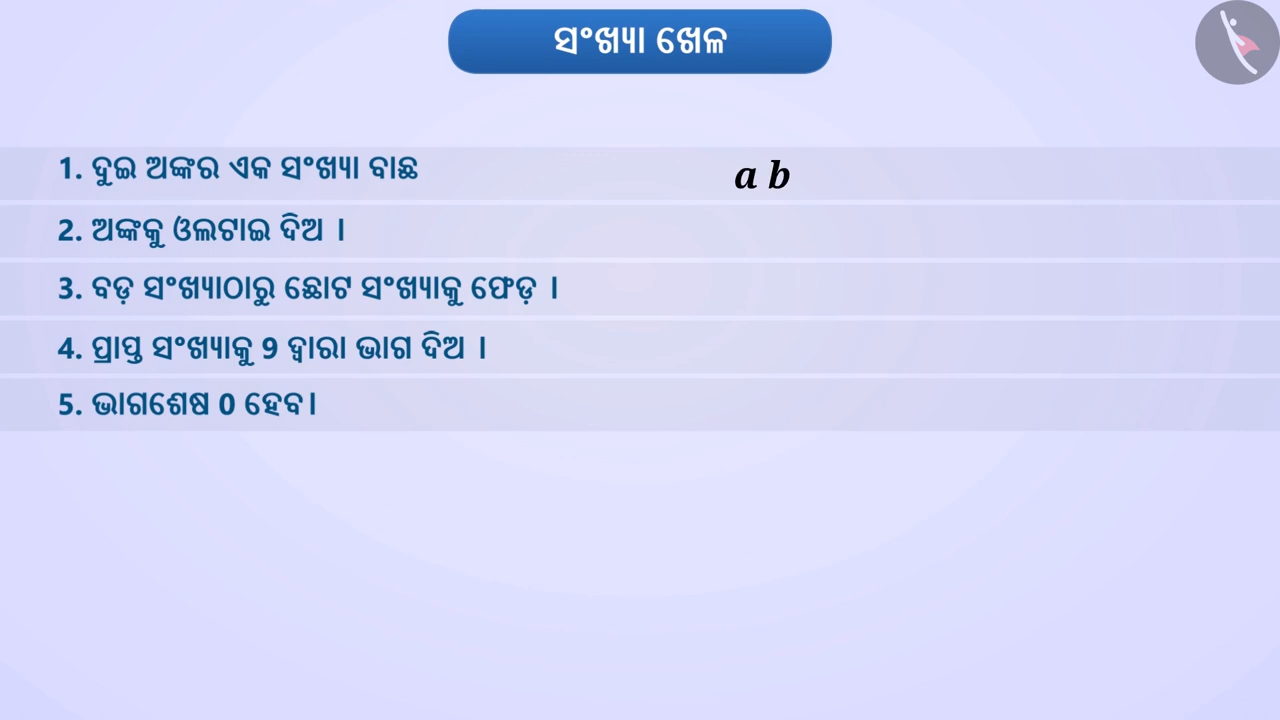 ସଂଖ୍ୟା ଖେଳ
1. ଦୁଇ ଅଙ୍କର ଏକ ସଂଖ୍ୟା ବାଛ
a b
2. ଅଙ୍କକୁ ଓଲଟାଇ ଦିଅ ।
3. ବଡ଼ ସଂଖ୍ୟାଠାରୁ ଛୋଟ ସଂଖ୍ୟାକୁ ଫେଡ଼ ।
4. ପ୍ରାପ୍ତ ସଂଖ୍ୟାକୁ 9 ଦ୍ୱାରା ଭାଗ ଦିଅ ।
5. ଭାଗଶେଷ 0 ହେବ।